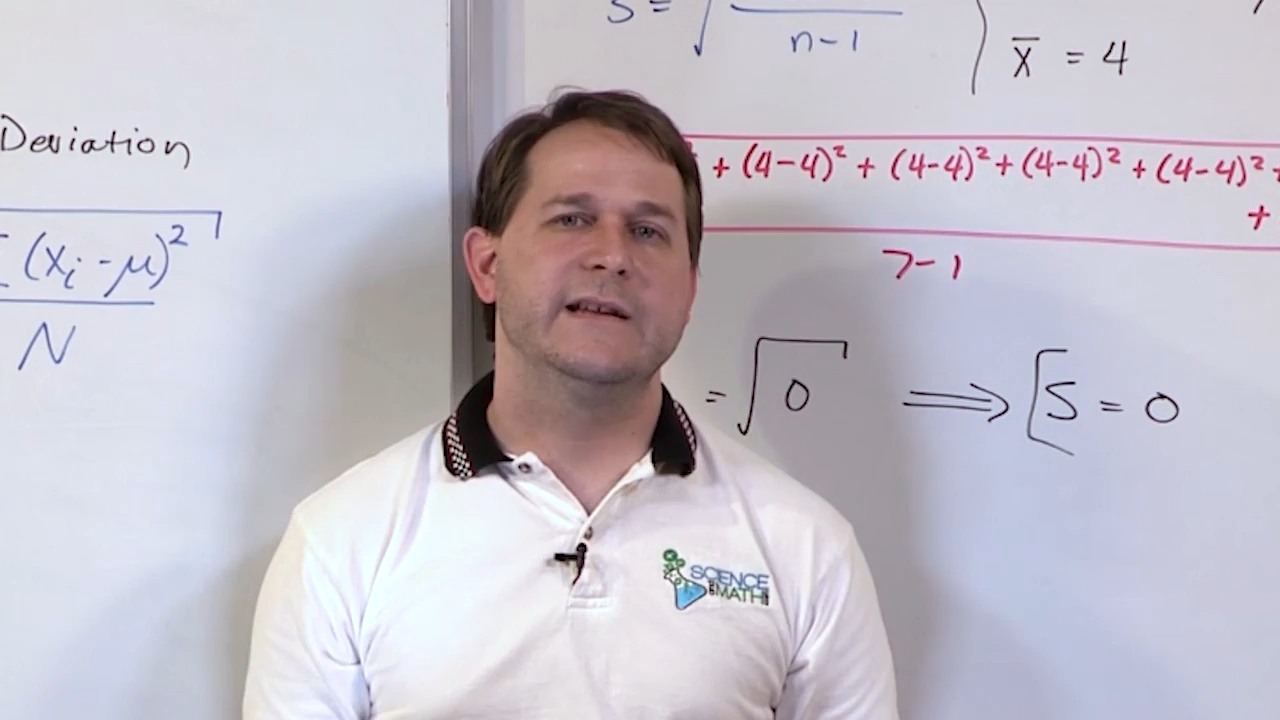 Deviation
(xᵢ - μ)²
N
S = √
n-1
x̄ = 4
+ (4-4)² + (4-4)² + (4-4)² + (4-4)² +
+
7-1
= √0 ⟹ [S = 0
SCIENCE
MATH